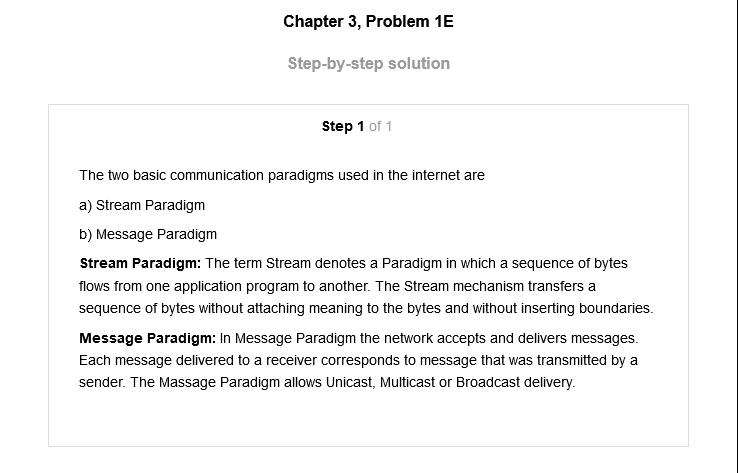 Chapter 3, Problem 1E
Step-by-step solution
Step 1 of 1
The two basic communication paradigms used in the internet are
a) Stream Paradigm
b) Message Paradigm
Stream Paradigm: The term Stream denotes a Paradigm in which a sequence of bytes
flows from one application program to another. The Stream mechanism transfers a
sequence of bytes without attaching meaning to the bytes and without inserting boundaries.
Message Paradigm: In Message Paradigm the network accepts and delivers messages.
Each message delivered to a receiver corresponds to message that was transmitted by a
sender. The Massage Paradigm allows Unicast, Multicast or Broadcast delivery.